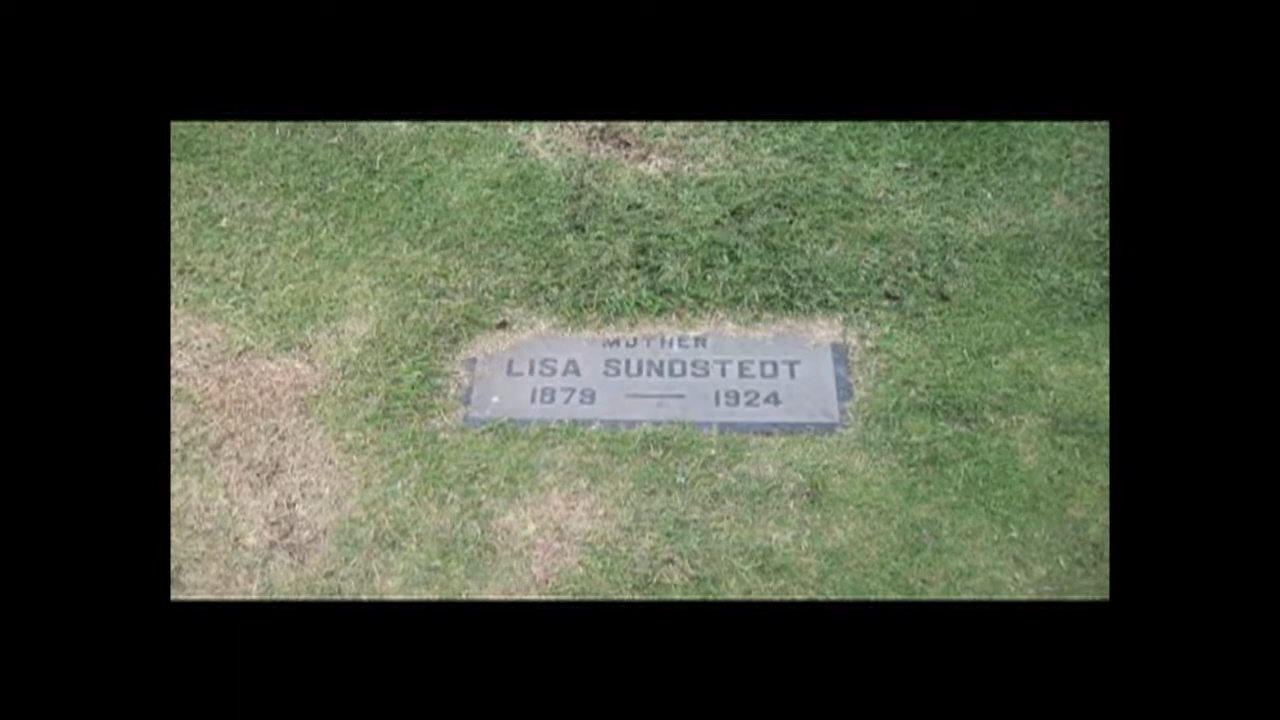 MOTHER
LISA SUNDSTEDT
1879 — 1924